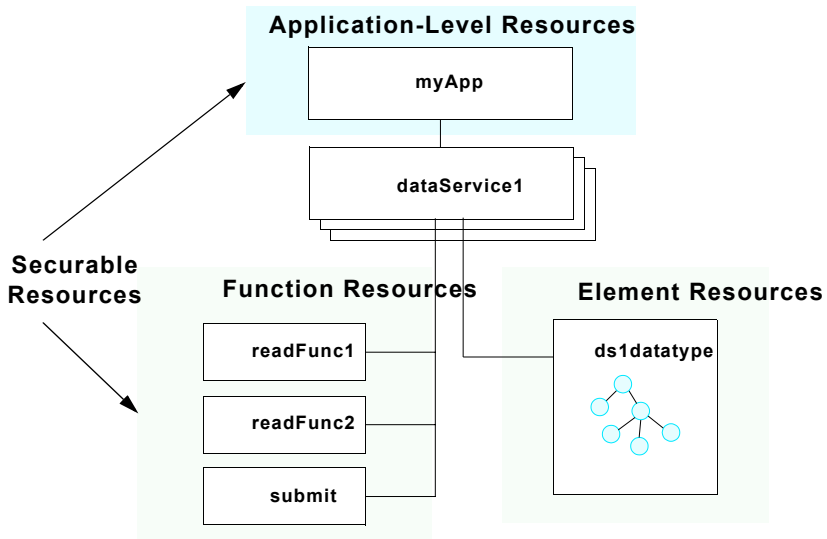 Application-Level Resources
myApp
dataService1
Securable
Resources
Function Resources
Element Resources
readFunc1
ds1datatype
readFunc2
submit